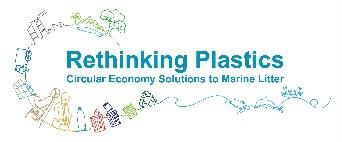 Rethinking Plastics
Circular Economy Solutions to Marine Litter